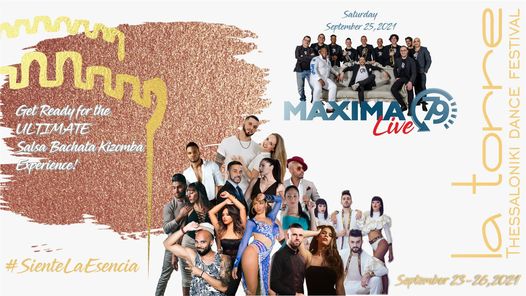 Saturday
September 25, 2021
MAXIMA 79
Live
Get Ready for the
ULTIMATE
Salsa Bachata Kizomba
Experience!
#SienteLaEsencia
la torre
THESSALONIKI DANCE FESTIVAL
September 23-26, 2021